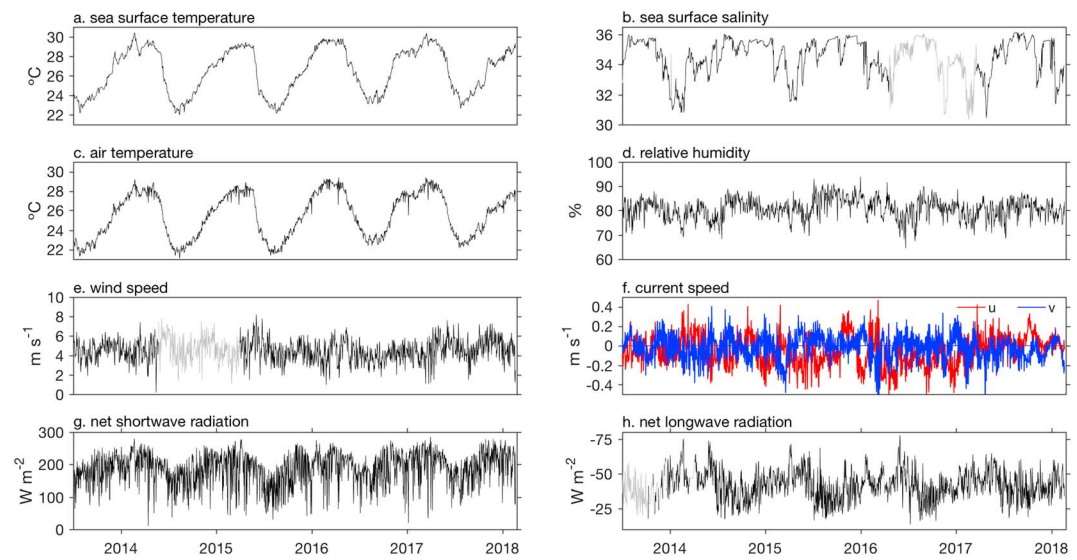 a. sea surface temperature
30
28
26
24
22
°C
b. sea surface salinity
36
34
32
30
c. air temperature
30
28
26
24
22
°C
d. relative humidity
100
90
80
70
60
%
e. wind speed
10
8
6
4
2
0
m s-1
f. current speed
u v
0.4
0.2
0
-0.2
-0.4
m s-1
g. net shortwave radiation
300
200
100
0
W m-2
2014 2015 2016 2017 2018
h. net longwave radiation
-75
-50
-25
W m-2
2014 2015 2016 2017 2018